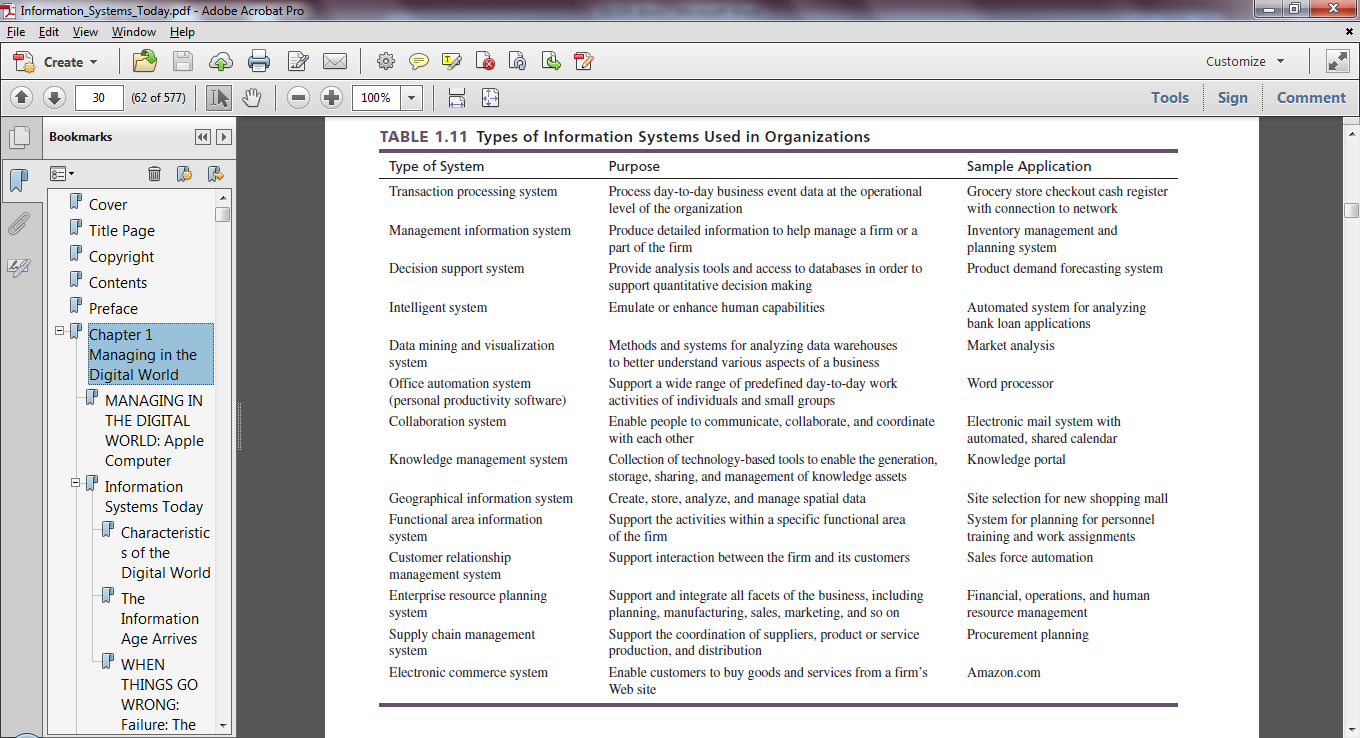 Information_Systems_Today.pdf - Adobe Acrobat Pro
File Edit View Window Help
Create
Customize
30 (62 of 577)
100%
Tools Sign Comment
Bookmarks
Cover
Title Page
Copyright
Contents
Preface
Chapter 1
Managing in the
Digital World
MANAGING IN
THE DIGITAL
WORLD: Apple
Computer
Information
Systems Today
Characteristic
s of the
Digital World
The
Information
Age Arrives
WHEN
THINGS GO
WRONG:
Failure: The
TABLE 1.11 Types of Information Systems Used in Organizations
Type of System Purpose Sample Application
Transaction processing system Process day-to-day business event data at the operational Grocery store checkout cash register
level of the organization with connection to network
Management information system Produce detailed information to help manage a firm or a Inventory management and
part of the firm planning system
Decision support system Provide analysis tools and access to databases in order to Product demand forecasting system
support quantitative decision making
Intelligent system Emulate or enhance human capabilities Automated system for analyzing
bank loan applications
Data mining and visualization Methods and systems for analyzing data warehouses Market analysis
system to better understand various aspects of a business
Office automation system Support a wide range of predefined day-to-day work Word processor
(personal productivity software) activities of individuals and small groups
Collaboration system Enable people to communicate, collaborate, and coordinate Electronic mail system with
with each other automated, shared calendar
Knowledge management system Collection of technology-based tools to enable the generation, Knowledge portal
storage, sharing, and management of knowledge assets
Geographical information system Create, store, analyze, and manage spatial data Site selection for new shopping mall
Functional area information Support the activities within a specific functional area System for planning for personnel
system of the firm training and work assignments
Customer relationship Support interaction between the firm and its customers Sales force automation
management system
Enterprise resource planning Support and integrate all facets of the business, including Financial, operations, and human
system planning, manufacturing, sales, marketing, and so on resource management
Supply chain management Support the coordination of suppliers, product or service Procurement planning
system production, and distribution
Electronic commerce system Enable customers to buy goods and services from a firm's Amazon.com
Web site